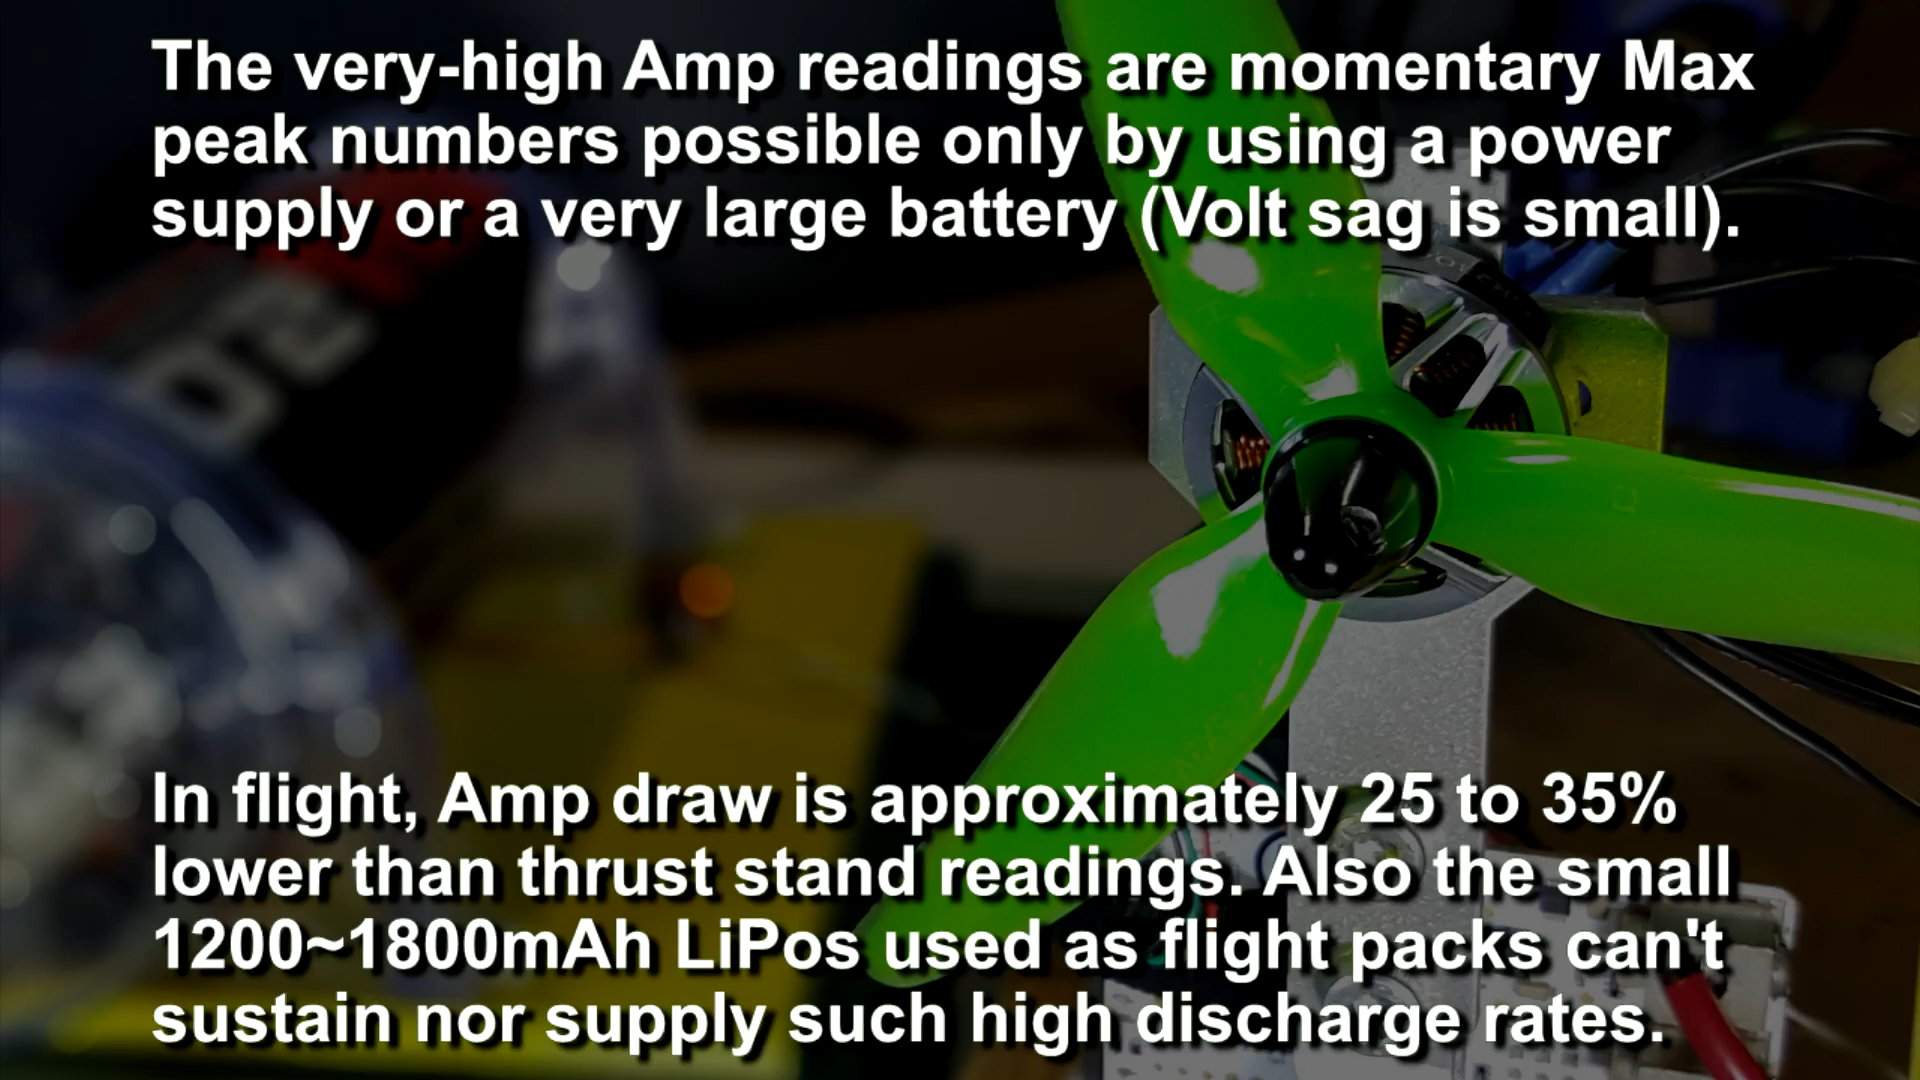 The very-high Amp readings are momentary Max
peak numbers possible only by using a power
supply or a very large battery (Volt sag is small).
In flight, Amp draw is approximately 25 to 35%
lower than thrust stand readings. Also the small
1200~1800mAh LiPos used as flight packs can't
sustain nor supply such high discharge rates.